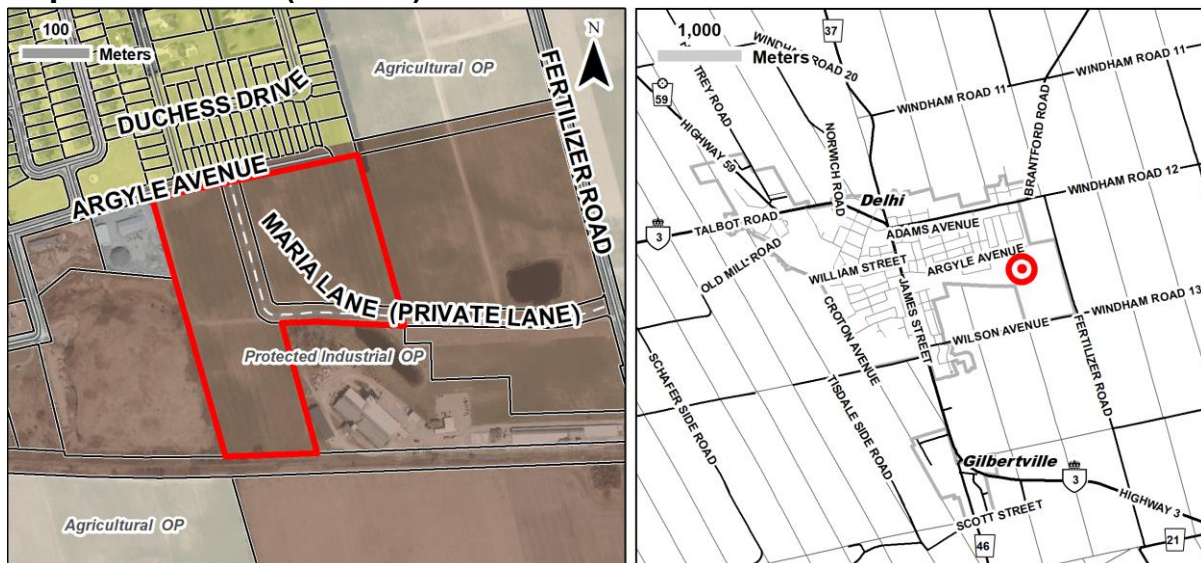 100
Meters
N
Agricultural OP
FERTILIZER ROAD
DUCHESS DRIVE
ARGYLE AVENUE
MARIA LANE (PRIVATE LANE)
Protected Industrial OP
Agricultural OP
1,000
Meters
37
WINDHAM ROAD 20
WINDHAM ROAD 11
WINDHAM ROAD 11
TREY ROAD
59
HIGHWAY 59
NORWICH ROAD
BRANTFORD ROAD
WINDHAM ROAD 12
Delhi
TALBOT ROAD
3
ADAMS AVENUE
OLD MILL ROAD
WILLIAM STREET
ARGYLE AVENUE
JAMES STREET
CROTON AVENUE
WINDHAM ROAD 13
WILSON AVENUE
FERTILIZER ROAD
SCHAFER SIDE ROAD
TISDALE SIDE ROAD
Gilbertville
3
HIGHWAY 3
SCOTT STREET
46
21